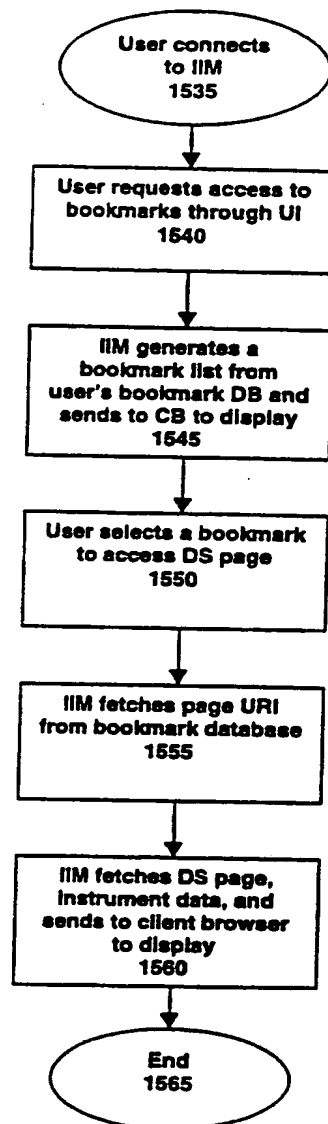 User connects
to IIM
1535
User requests access to
bookmarks through UI
1540
IIM generates a
bookmark list from
user's bookmark DB and
sends to CB to display
1545
User selects a bookmark
to access DS page
1550
IIM fetches page URI
from bookmark database
1555
IIM fetches DS page,
instrument data, and
sends to client browser
to display
1560
End
1565